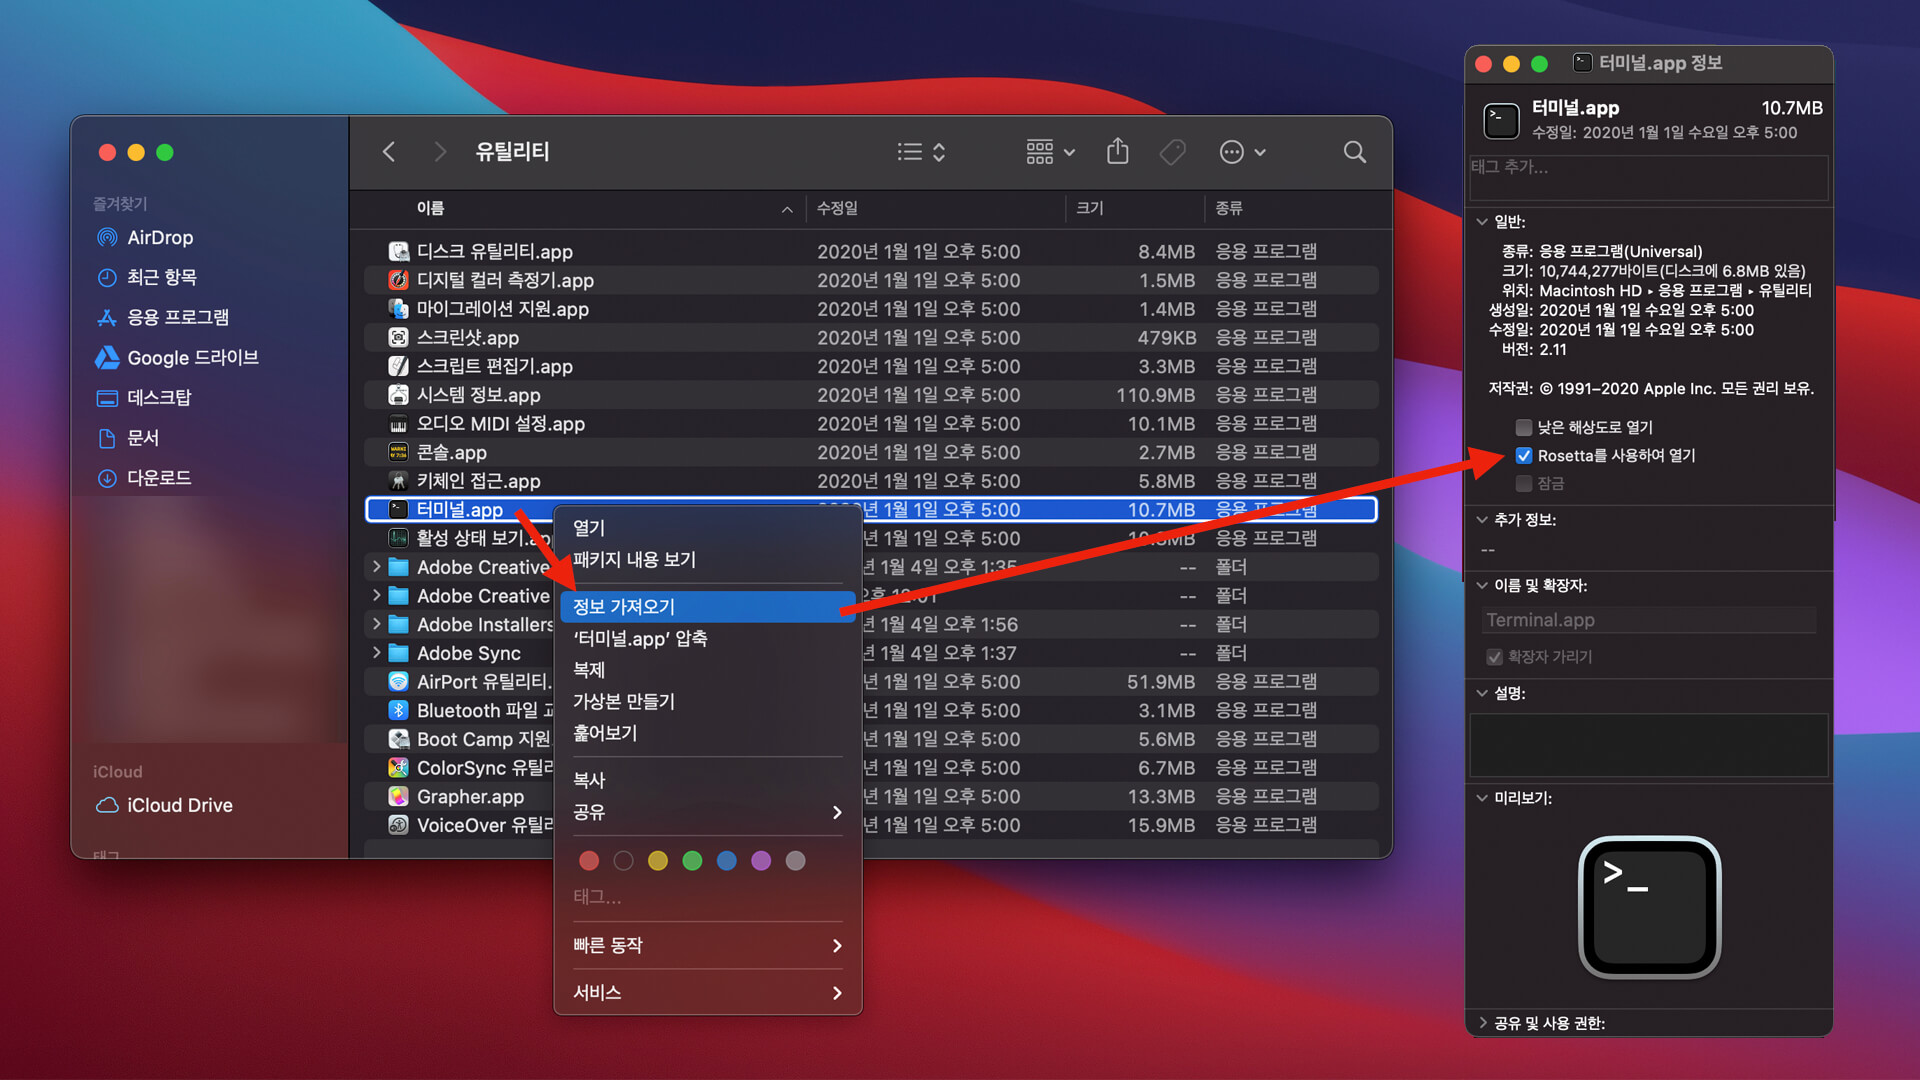 유틸리티
즐겨찾기
AirDrop
최근 항목
응용 프로그램
Google 드라이브
데스크탑
문서
다운로드
iCloud
iCloud Drive
태그
이름 수정일 크기 종류
디스크 유틸리티.app 2020년 1월 1일 오후 5:00 8.4MB 응용 프로그램
디지털 컬러 측정기.app 2020년 1월 1일 오후 5:00 1.5MB 응용 프로그램
마이그레이션 지원.app 2020년 1월 1일 오후 5:00 1.4MB 응용 프로그램
스크린샷.app 2020년 1월 1일 오후 5:00 479KB 응용 프로그램
스크립트 편집기.app 2020년 1월 1일 오후 5:00 3.3MB 응용 프로그램
시스템 정보.app 2020년 1월 1일 오후 5:00 110.9MB 응용 프로그램
오디오 MIDI 설정.app 2020년 1월 1일 오후 5:00 10.1MB 응용 프로그램
콘솔.app 2020년 1월 1일 오후 5:00 2.7MB 응용 프로그램
키체인 접근.app 2020년 1월 1일 오후 5:00 5.8MB 응용 프로그램
터미널.app 년 1월 1일 오후 5:00 10.7MB 응용 프로그램
활성 상태 보기.app 년 1월 1일 오후 5:00 응용 프로그램
Adobe Creative 년 1월 4일 오후 1:35 -- 폴더
Adobe Creative -- 폴더
Adobe Installers 년 1월 4일 오후 1:56 -- 폴더
Adobe Sync 년 1월 4일 오후 1:37 -- 폴더
AirPort 유틸리티. 년 1월 1일 오후 5:00 51.9MB 응용 프로그램
Bluetooth 파일 교 년 1월 1일 오후 5:00 3.1MB 응용 프로그램
Boot Camp 지원. 년 1월 1일 오후 5:00 5.6MB 응용 프로그램
ColorSync 유틸리 년 1월 1일 오후 5:00 6.7MB 응용 프로그램
Grapher.app 년 1월 1일 오후 5:00 13.3MB 응용 프로그램
VoiceOver 유틸리 년 1월 1일 오후 5:00 15.9MB 응용 프로그램
열기
패키지 내용 보기
정보 가져오기
‘터미널.app’ 압축
복제
가상본 만들기
훑어보기
복사
공유
태그...
빠른 동작
서비스
터미널.app 정보
터미널.app 10.7MB
수정일: 2020년 1월 1일 수요일 오후 5:00
태그 추가...
일반:
종류: 응용 프로그램(Universal)
크기: 10,744,277바이트(디스크에 6.8MB 있음)
위치: Macintosh HD ▸ 응용 프로그램 ▸ 유틸리티
생성일: 2020년 1월 1일 수요일 오후 5:00
수정일: 2020년 1월 1일 수요일 오후 5:00
버전: 2.11
저작권: © 1991–2020 Apple Inc. 모든 권리 보유.
낮은 해상도로 열기
Rosetta를 사용하여 열기
잠금
추가 정보:
--
이름 및 확장자:
Terminal.app
확장자 가리기
설명:
미리보기:
>_
공유 및 사용 권한: